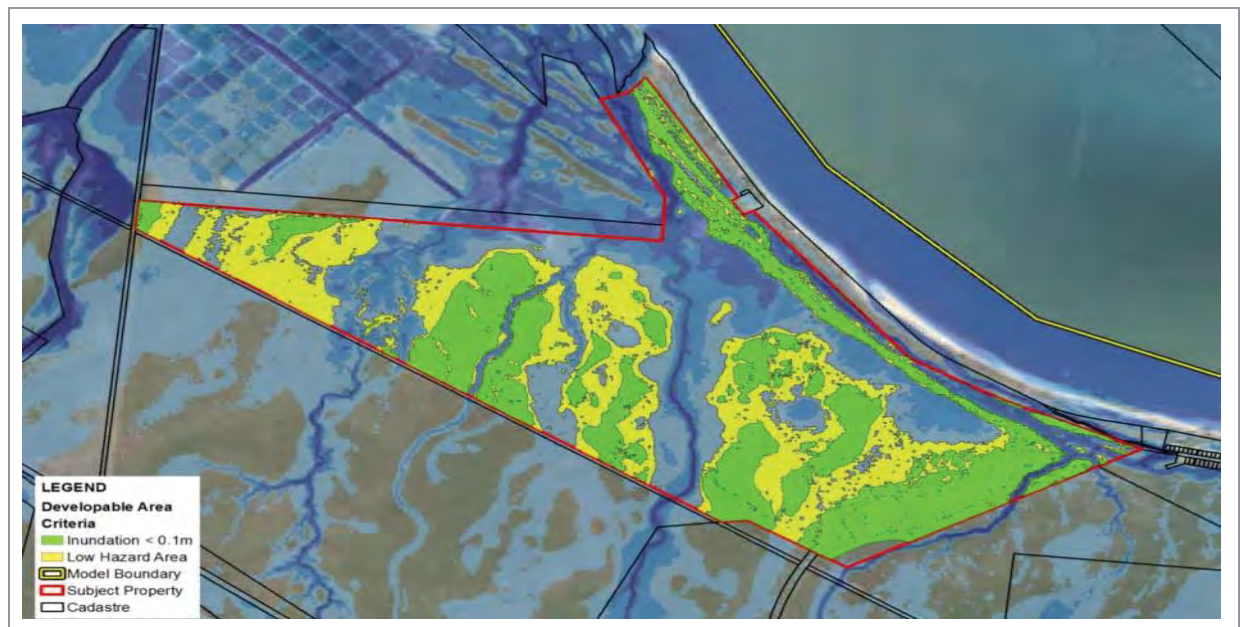 LEGEND
Developable Area
Criteria
Inundation < 0.1m
Low Hazard Area
Model Boundary
Subject Property
Cadastre